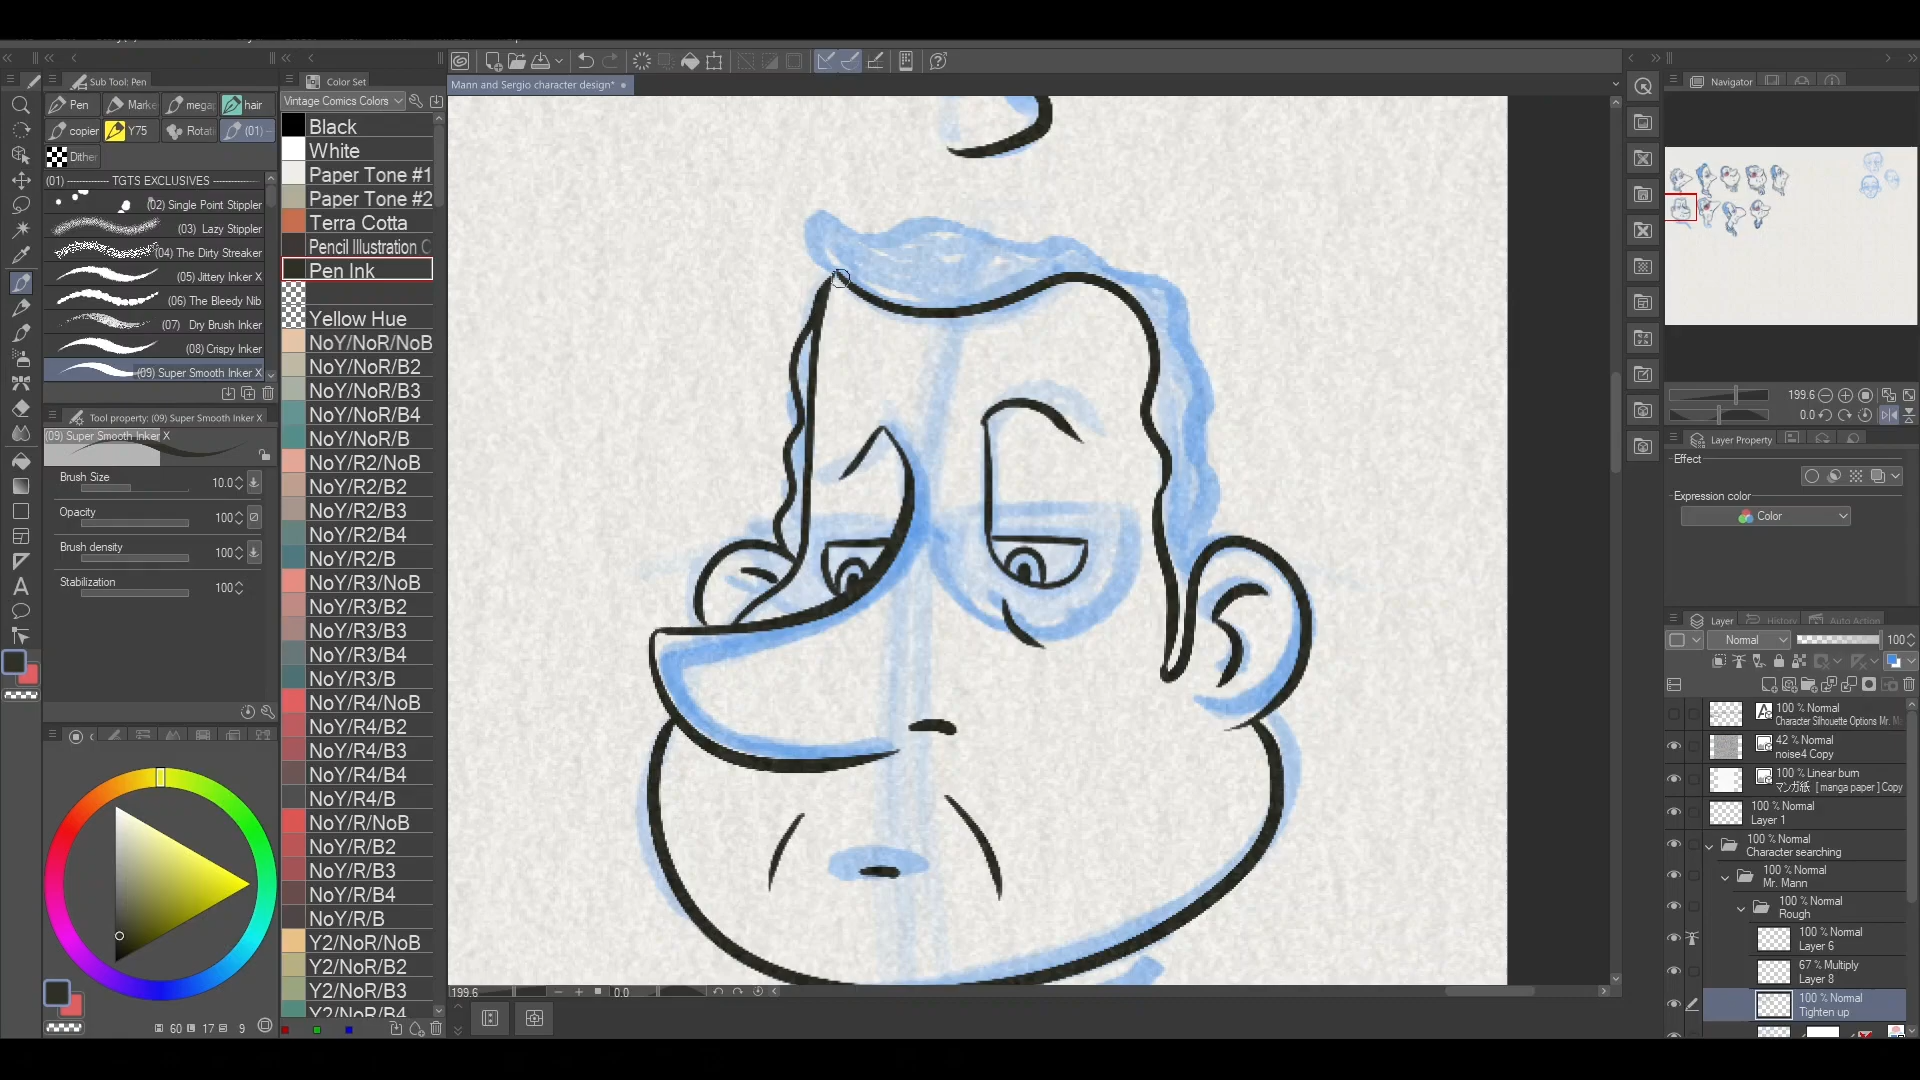 Sub Tool: Pen
Pen
Marke
mega
hair
copier
Y75
Rotati
(01) -
Dither
(01) ------------ TGTS EXCLUSIVES ----------
(02) Single Point Stippler
(03) Lazy Stippler
(04) The Dirty Streaker
(05) Jittery Inker X
(06) The Bleedy Nib
(07) Dry Brush Inker
(08) Crispy Inker
(09) Super Smooth Inker X
Tool property: (09) Super Smooth Inker X
(09) Super Smooth Inker X
Brush Size
10.0
Opacity
100
Brush density
100
Stabilization
100
60 L 17 S 9
Color Set
Vintage Comics Colors
Black
White
Paper Tone #1
Paper Tone #2
Terra Cotta
Pencil Illustration C
Pen Ink
Yellow Hue
NoY/NoR/NoB
NoY/NoR/B2
NoY/NoR/B3
NoY/NoR/B4
NoY/NoR/B
NoY/R2/NoB
NoY/R2/B2
NoY/R2/B3
NoY/R2/B4
NoY/R2/B
NoY/R3/NoB
NoY/R3/B2
NoY/R3/B3
NoY/R3/B4
NoY/R3/B
NoY/R4/NoB
NoY/R4/B2
NoY/R4/B3
NoY/R4/B4
NoY/R4/B
NoY/R/NoB
NoY/R/B2
NoY/R/B3
NoY/R/B4
NoY/R/B
Y2/NoR/NoB
Y2/NoR/B2
Y2/NoR/B3
Y2/NoR/B4
Mann and Sergio character design*
199.6
0.0
Navigator
199.6
0.0
Layer Property
Effect
Expression color
Color
Layer
History
Auto Action
Normal
100
100 % Normal
Character Silhouette Options Mr. M
42 % Normal
noise4 Copy
100 % Linear burn
マンガ紙 [ manga paper ] Copy
100 % Normal
Layer 1
100 % Normal
Character searching
100 % Normal
Mr. Mann
100 % Normal
Rough
100 % Normal
Layer 6
67 % Multiply
Layer 8
100 % Normal
Tighten up